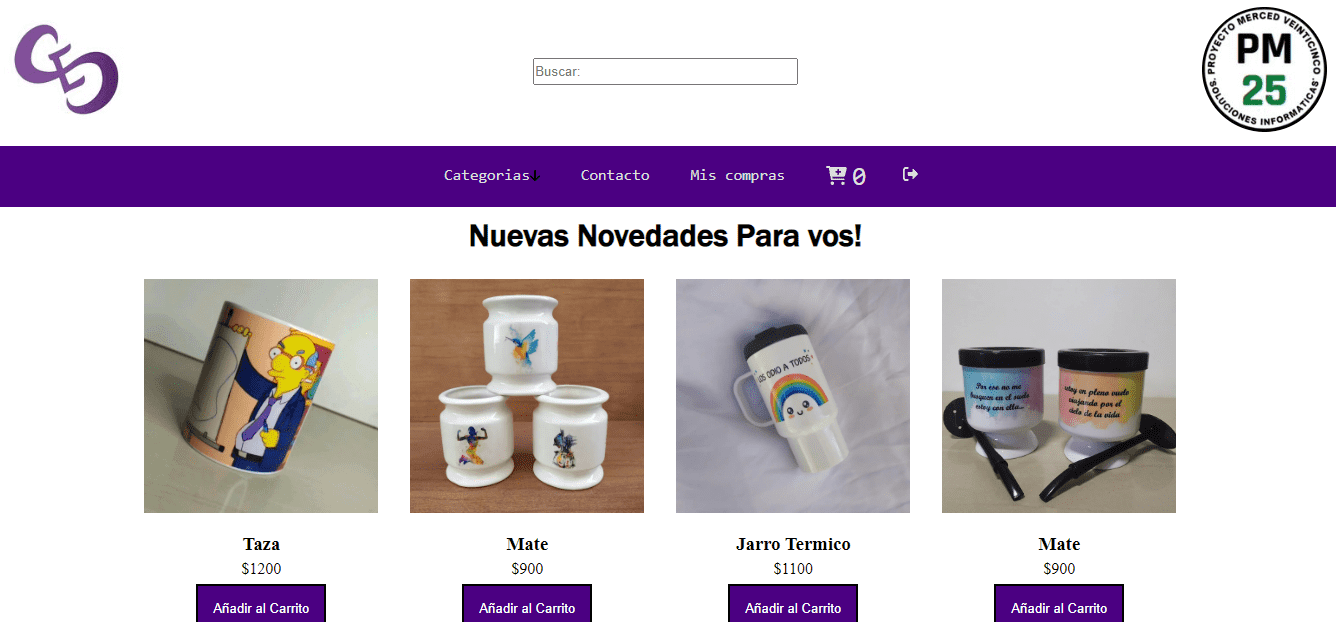 Buscar:
PROYECTO MERCED VEINTICINCO
PM
25
SOLUCIONES INFORMATICAS
Categorias↓
Contacto
Mis compras
0
Nuevas Novedades Para vos!
LOS ODIO A TODOS
Por ese no me
busquen en el suelo
estoy con ella...
estoy en pleno vuelo
viajando por el
cielo de la vida
Taza
Mate
Jarro Termico
Mate
$1200
$900
$1100
$900
Añadir al Carrito
Añadir al Carrito
Añadir al Carrito
Añadir al Carrito